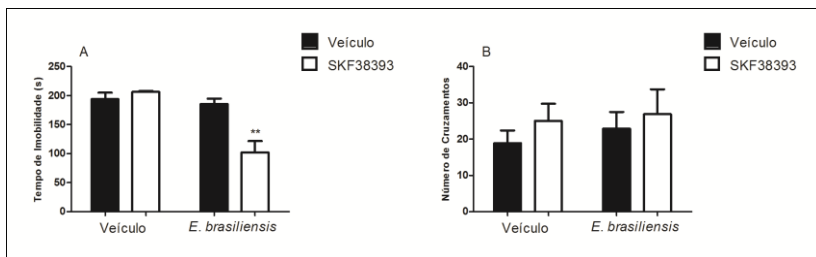 A
Veículo
SKF38393
Tempo de Imobilidade (s)
250
200
150
100
50
0
**
Veículo
E. brasiliensis
B
Veículo
SKF38393
Número de Cruzamentos
40
30
20
10
0
Veículo
E. brasiliensis